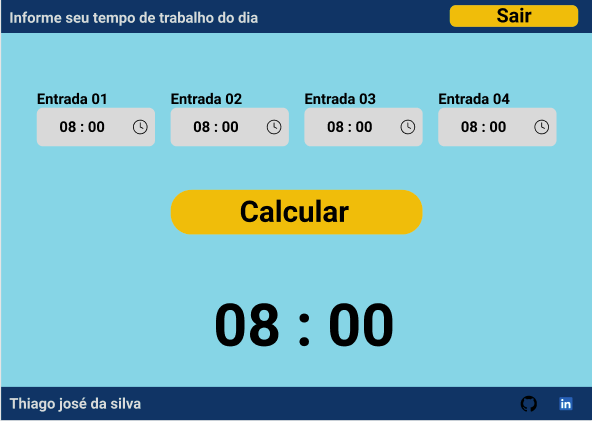 Informe seu tempo de trabalho do dia
Sair
Entrada 01
Entrada 02
Entrada 03
Entrada 04
08 : 00
08 : 00
08 : 00
08 : 00
Calcular
08 : 00
Thiago josé da silva
in